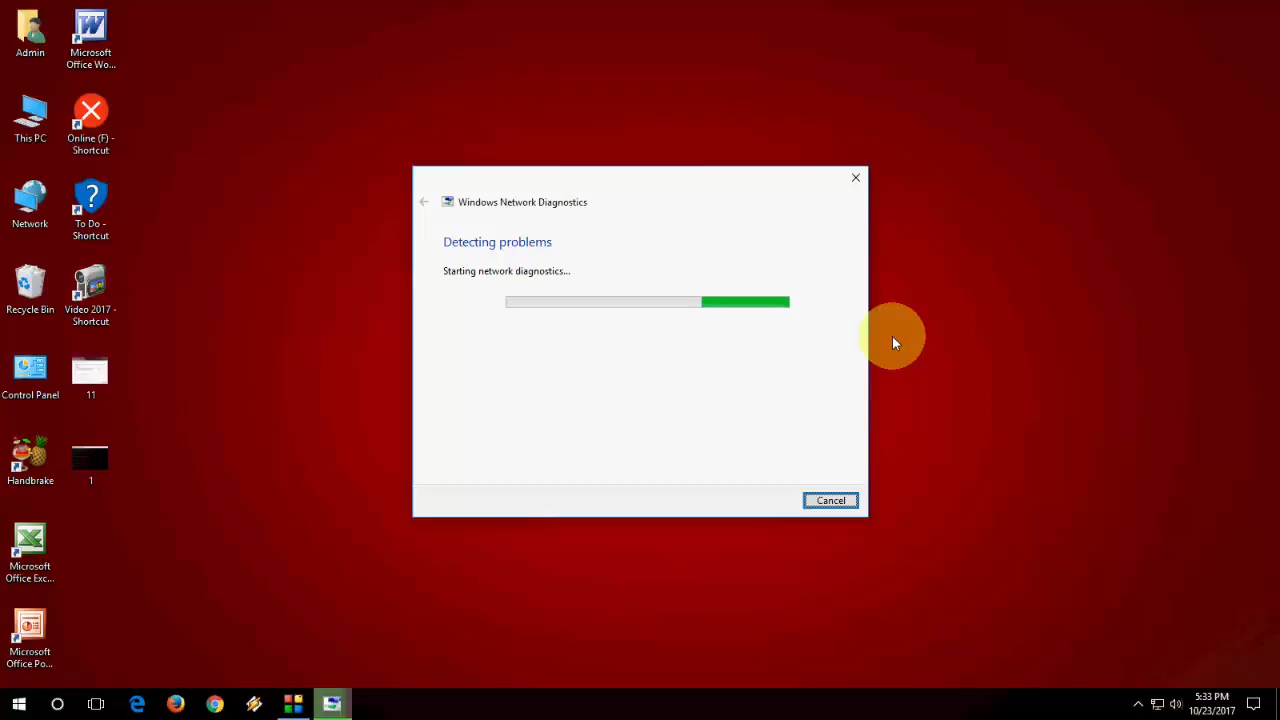 Admin
Microsoft
Office Wo...
This PC
Online (F) -
Shortcut
Network
To Do -
Shortcut
Recycle Bin
Video 2017 -
Shortcut
Control Panel
11
Handbrake
1
Microsoft
Office Exc...
Microsoft
Office Po...
Windows Network Diagnostics
Detecting problems
Starting network diagnostics...
Cancel
5:33 PM
10/23/2017